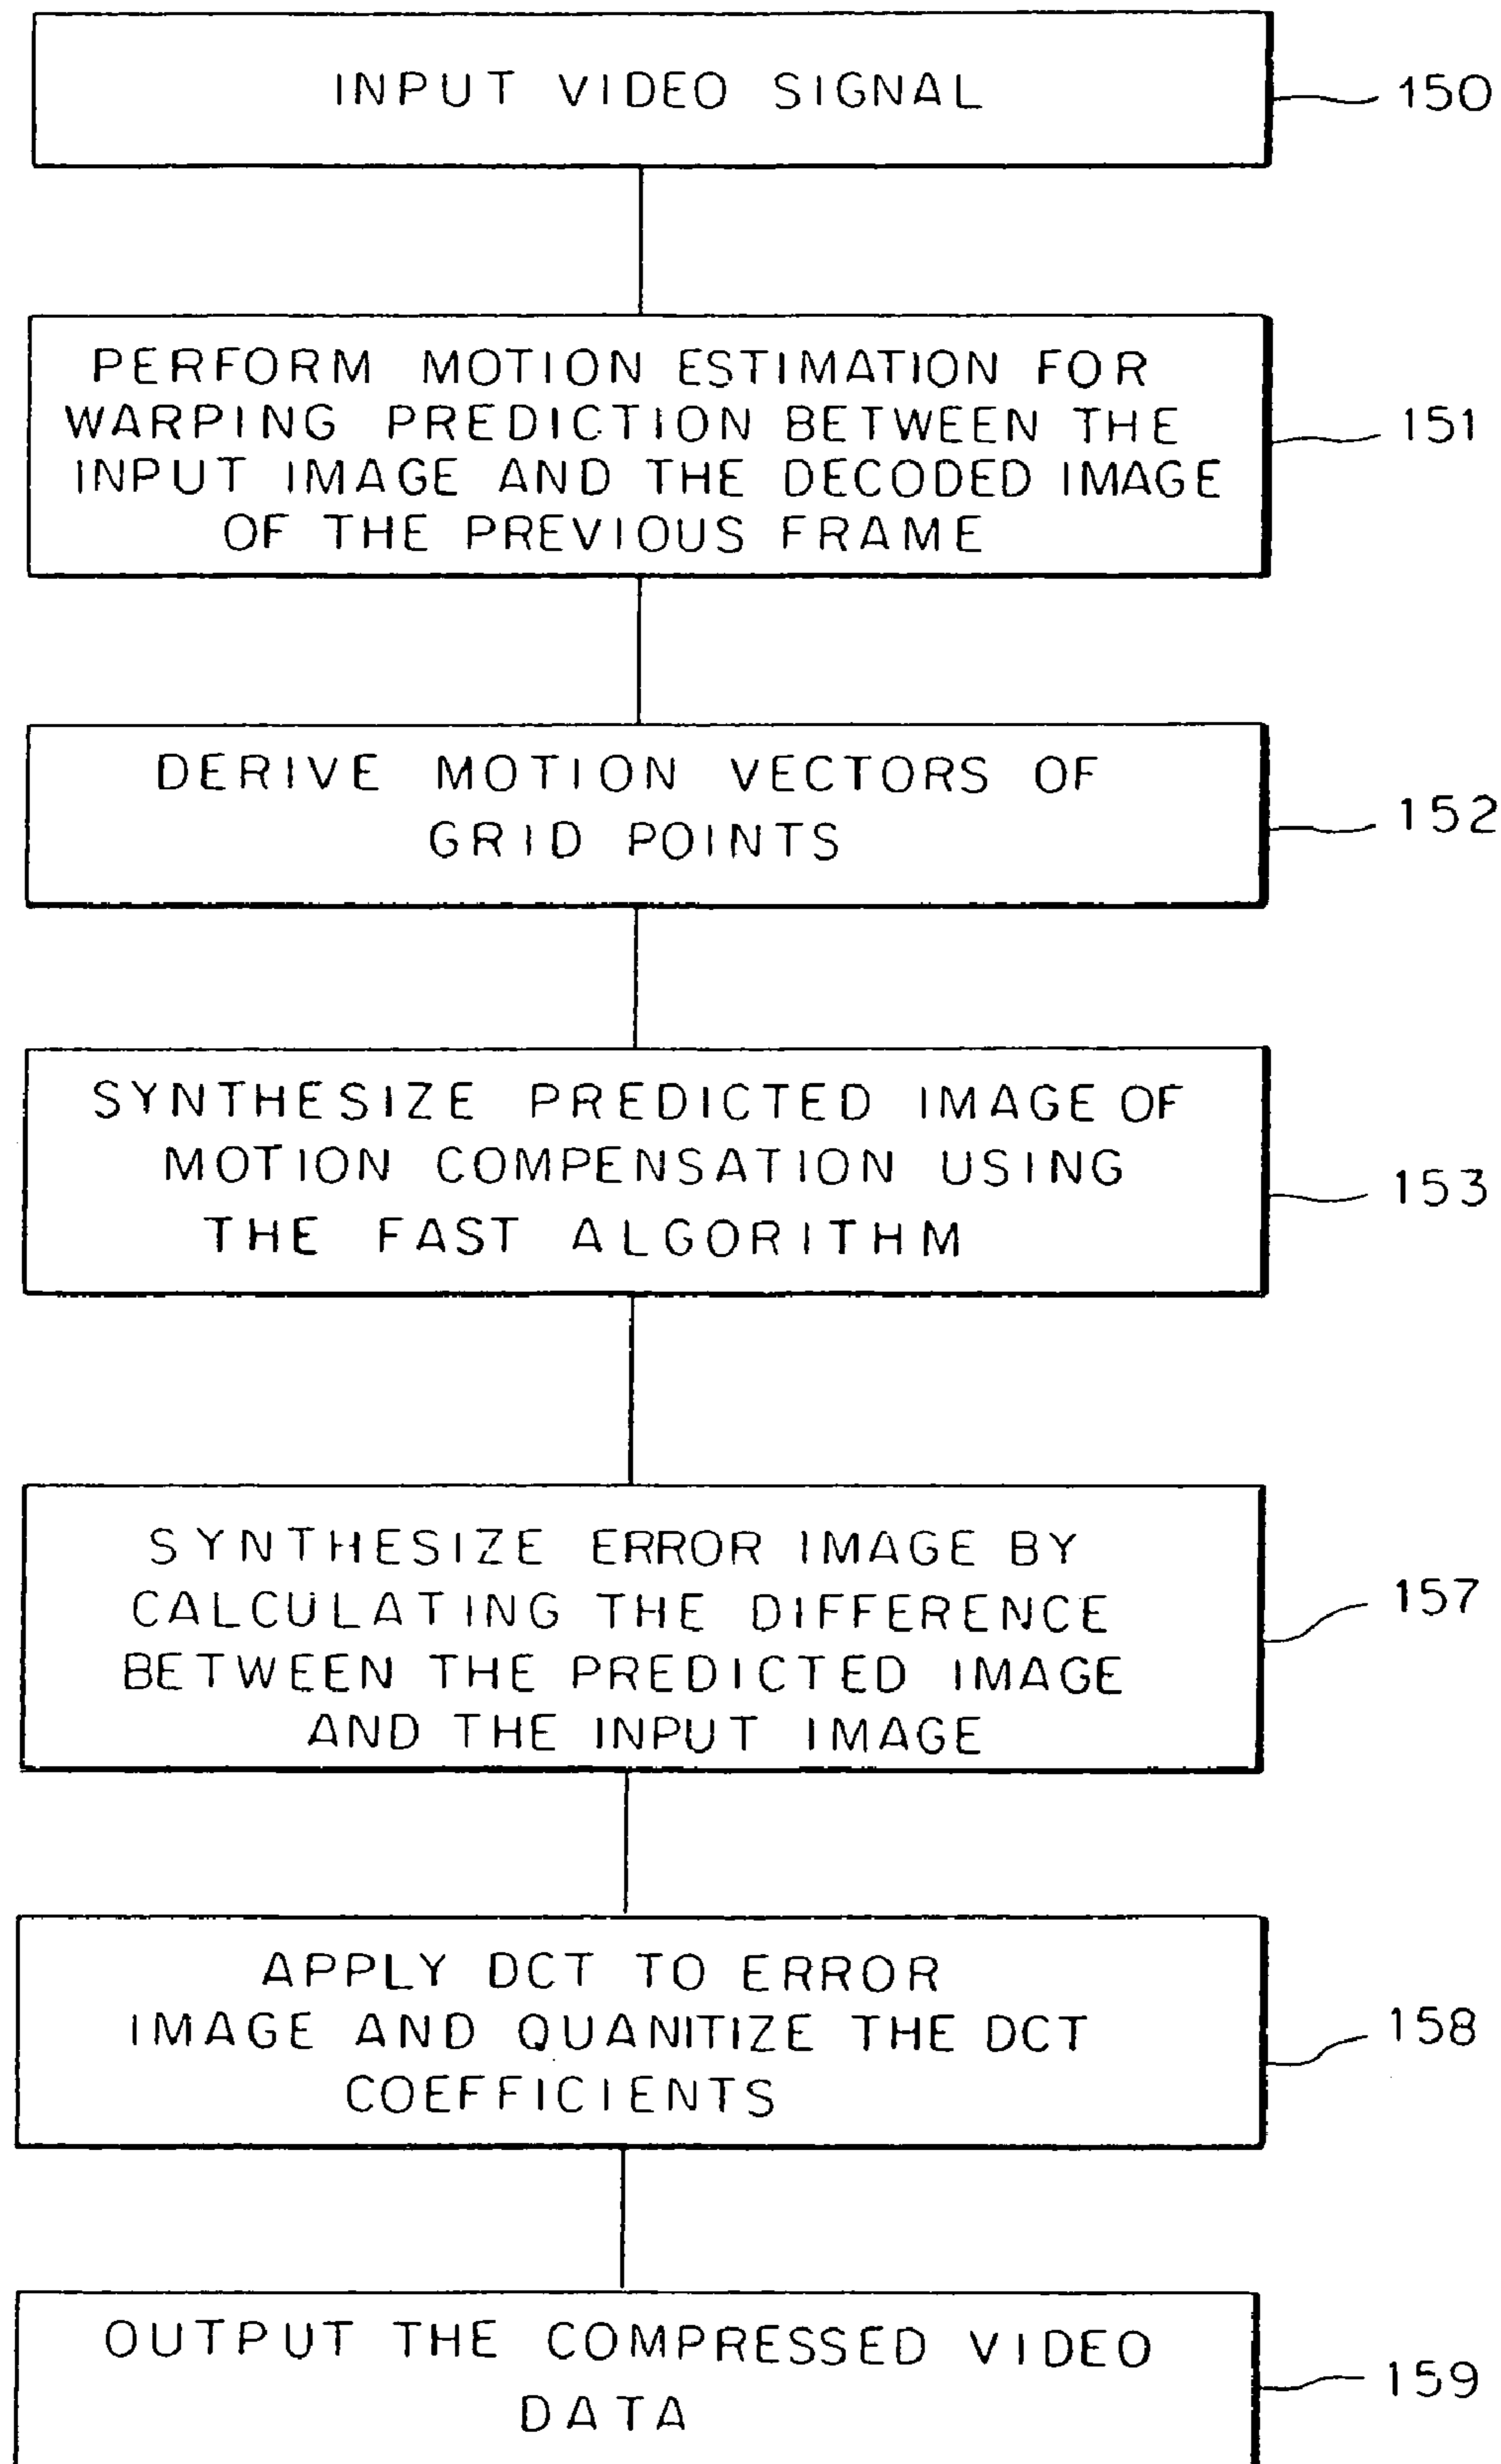 INPUT VIDEO SIGNAL
150
PERFORM MOTION ESTIMATION FOR
WARPING PREDICTION BETWEEN THE
INPUT IMAGE AND THE DECODED IMAGE
OF THE PREVIOUS FRAME
151
DERIVE MOTION VECTORS OF
GRID POINTS
152
SYNTHESIZE PREDICTED IMAGE OF
MOTION COMPENSATION USING
THE FAST ALGORITHM
153
SYNTHESIZE ERROR IMAGE BY
CALCULATING THE DIFFERENCE
BETWEEN THE PREDICTED IMAGE
AND THE INPUT IMAGE
157
APPLY DCT TO ERROR
IMAGE AND QUANITIZE THE DCT
COEFFICIENTS
158
OUTPUT THE COMPRESSED VIDEO
DATA
159